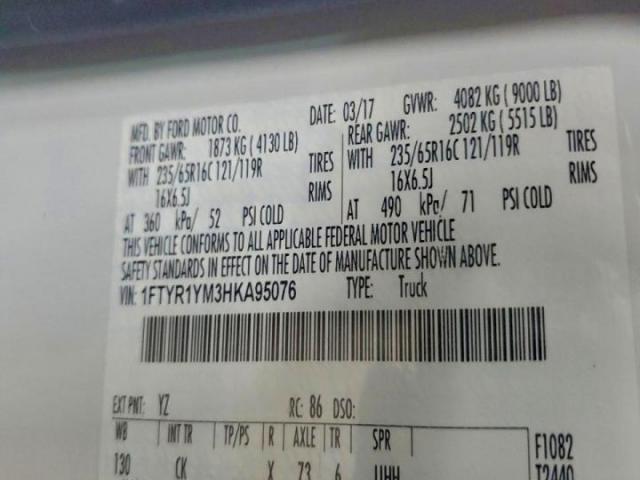 MFD. BY FORD MOTOR CO. DATE: 03/17 GVWR: 4082 KG ( 9000 LB)
FRONT GAWR: 1873 KG ( 4130 LB) REAR GAWR: 2502 KG ( 5515 LB)
WITH 235/65R16C 121/119R TIRES WITH 235/65R16C 121/119R TIRES
16X6.5J RIMS 16X6.5J RIMS
AT 360 kPa/ 52 PSI COLD AT 490 kPa/ 71 PSI COLD
THIS VEHICLE CONFORMS TO ALL APPLICABLE FEDERAL MOTOR VEHICLE
SAFETY STANDARDS IN EFFECT ON THE DATE OF MANUFACTURE SHOWN ABOVE.
VIN: 1FTYR1YM3HKA95076 TYPE: Truck
EXT PNT: YZ RC: 86 DSO:
WB INT TR TP/PS R AXLE TR SPR F1082
130 CK X 73 6 UHH T2440